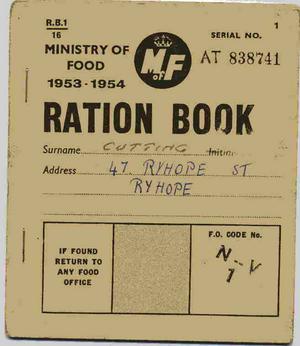 R.B.1
16
1
MINISTRY OF
FOOD
1953-1954
M F
of
SERIAL NO.
AT 838741
RATION BOOK
Surname CUTTING Initials
Address 47 RYHOPE ST
RYHOPE
IF FOUND
RETURN TO
ANY FOOD
OFFICE
F.O. CODE No.
N-V
1